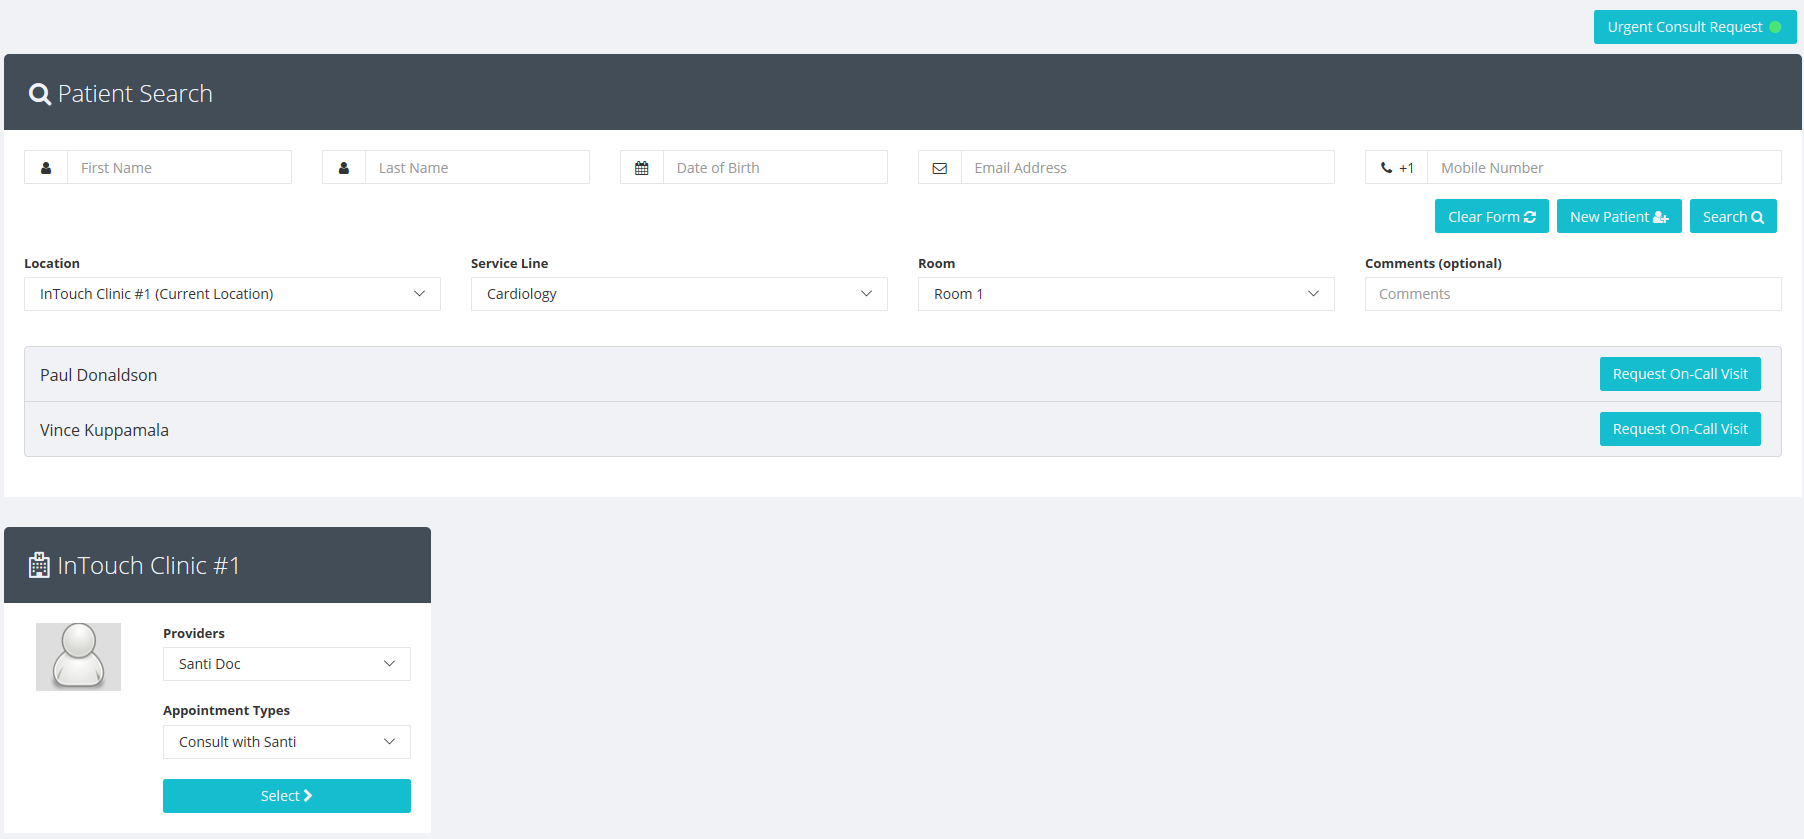 Urgent Consult Request
Patient Search
First Name
Last Name
Date of Birth
Email Address
+1
Mobile Number
Clear Form
New Patient
Search
Location
Service Line
Room
Comments (optional)
InTouch Clinic #1 (Current Location)
Cardiology
Room 1
Comments
Paul Donaldson
Request On-Call Visit
Vince Kuppamala
Request On-Call Visit
InTouch Clinic #1
Providers
Santi Doc
Appointment Types
Consult with Santi
Select